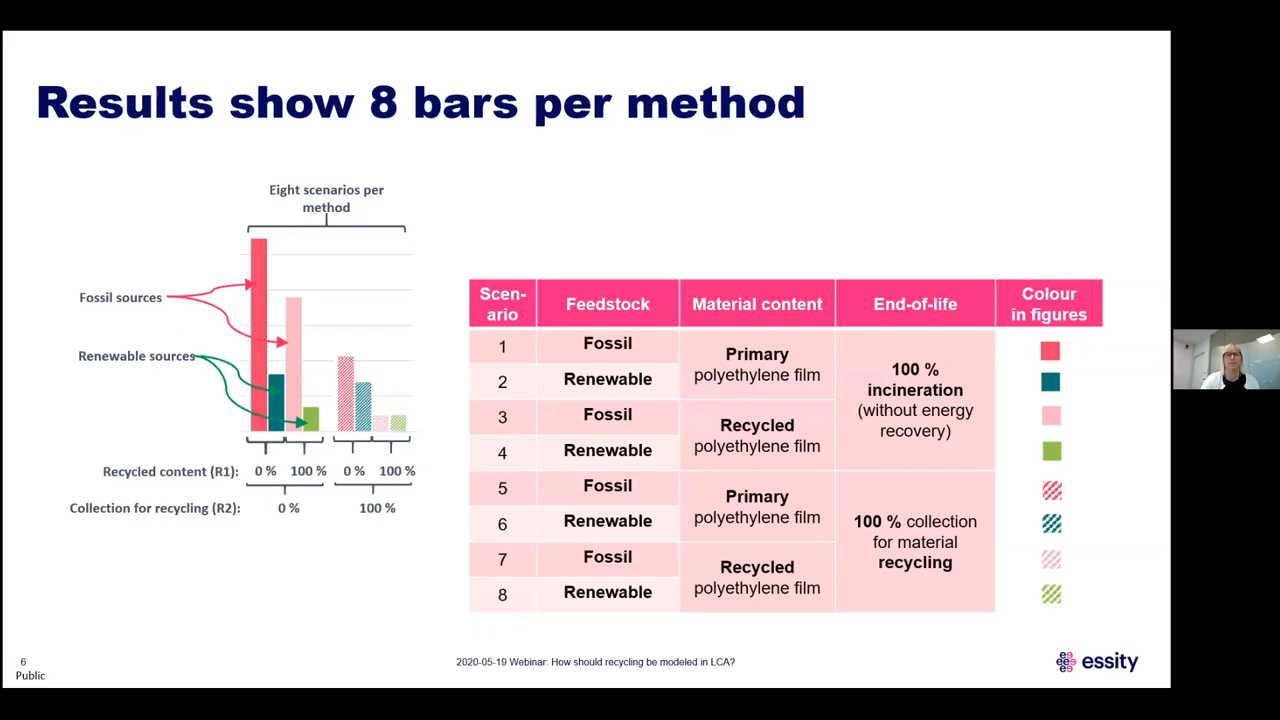 Results show 8 bars per method
Eight scenarios per
method
Fossil sources
Renewable sources
Recycled content (R1):
0 %
100 %
0 %
100 %
Collection for recycling (R2):
0 %
100 %
Scen-
ario
Feedstock
Material content
End-of-life
Colour
in figures
1
Fossil
Primary
polyethylene film
100 %
incineration
(without energy
recovery)
2
Renewable
3
Fossil
Recycled
polyethylene film
4
Renewable
5
Fossil
Primary
polyethylene film
100 % collection
for material
recycling
6
Renewable
7
Fossil
Recycled
polyethylene film
8
Renewable
6
Public
2020-05-19 Webinar: How should recycling be modeled in LCA?
essity